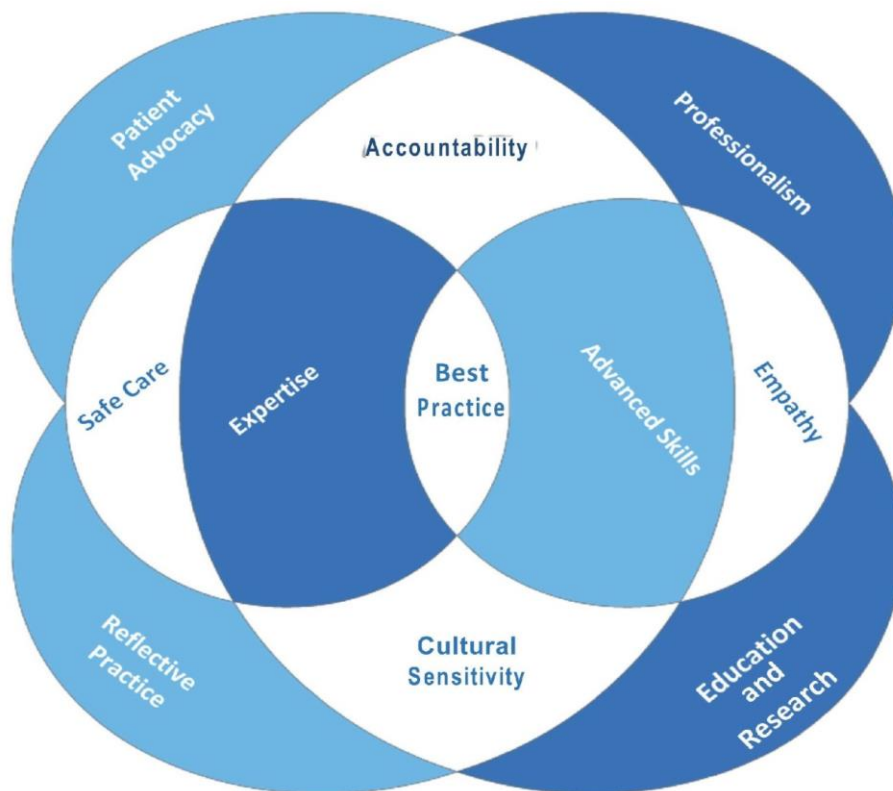 Patient
Advocacy
Professionalism
Accountability
Safe Care
Expertise
Best
Practice
Advanced Skills
Empathy
Reflective
Practice
Cultural
Sensitivity
Education
and
Research